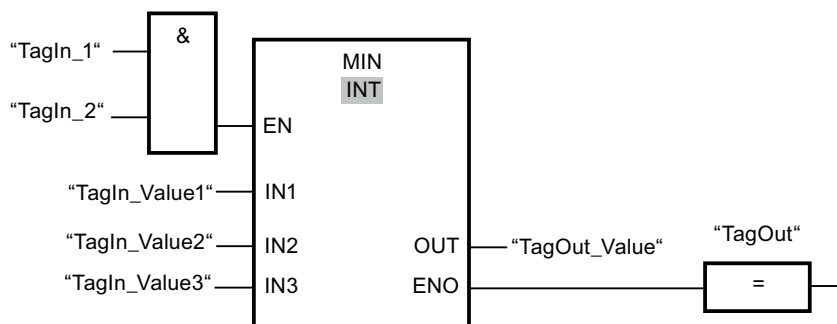 &
“TagIn_1“
“TagIn_2“
MIN
INT
EN
“TagIn_Value1“
IN1
“TagIn_Value2“
IN2
OUT
“TagOut_Value“
“TagIn_Value3“
IN3
ENO
“TagOut“
=